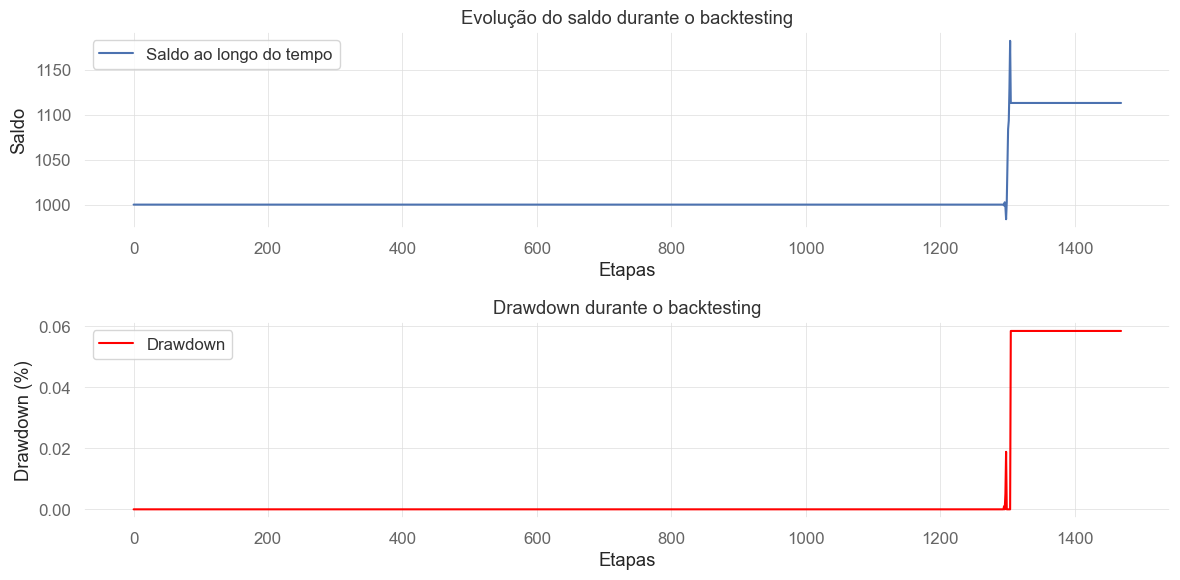 Evolução do saldo durante o backtesting
Saldo ao longo do tempo
1150
1100
1050
1000
Saldo
0 200 400 600 800 1000 1200 1400
Etapas
Drawdown durante o backtesting
Drawdown
0.06
0.04
0.02
0.00
Drawdown (%)
0 200 400 600 800 1000 1200 1400
Etapas